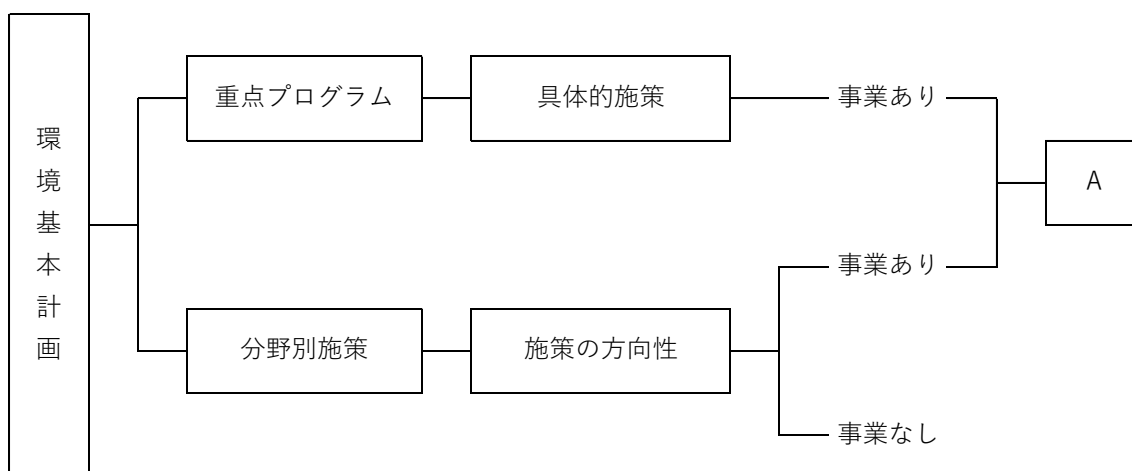 環境基本計画
重点プログラム
具体的施策
事業あり
A
事業あり
分野別施策
施策の方向性
事業なし